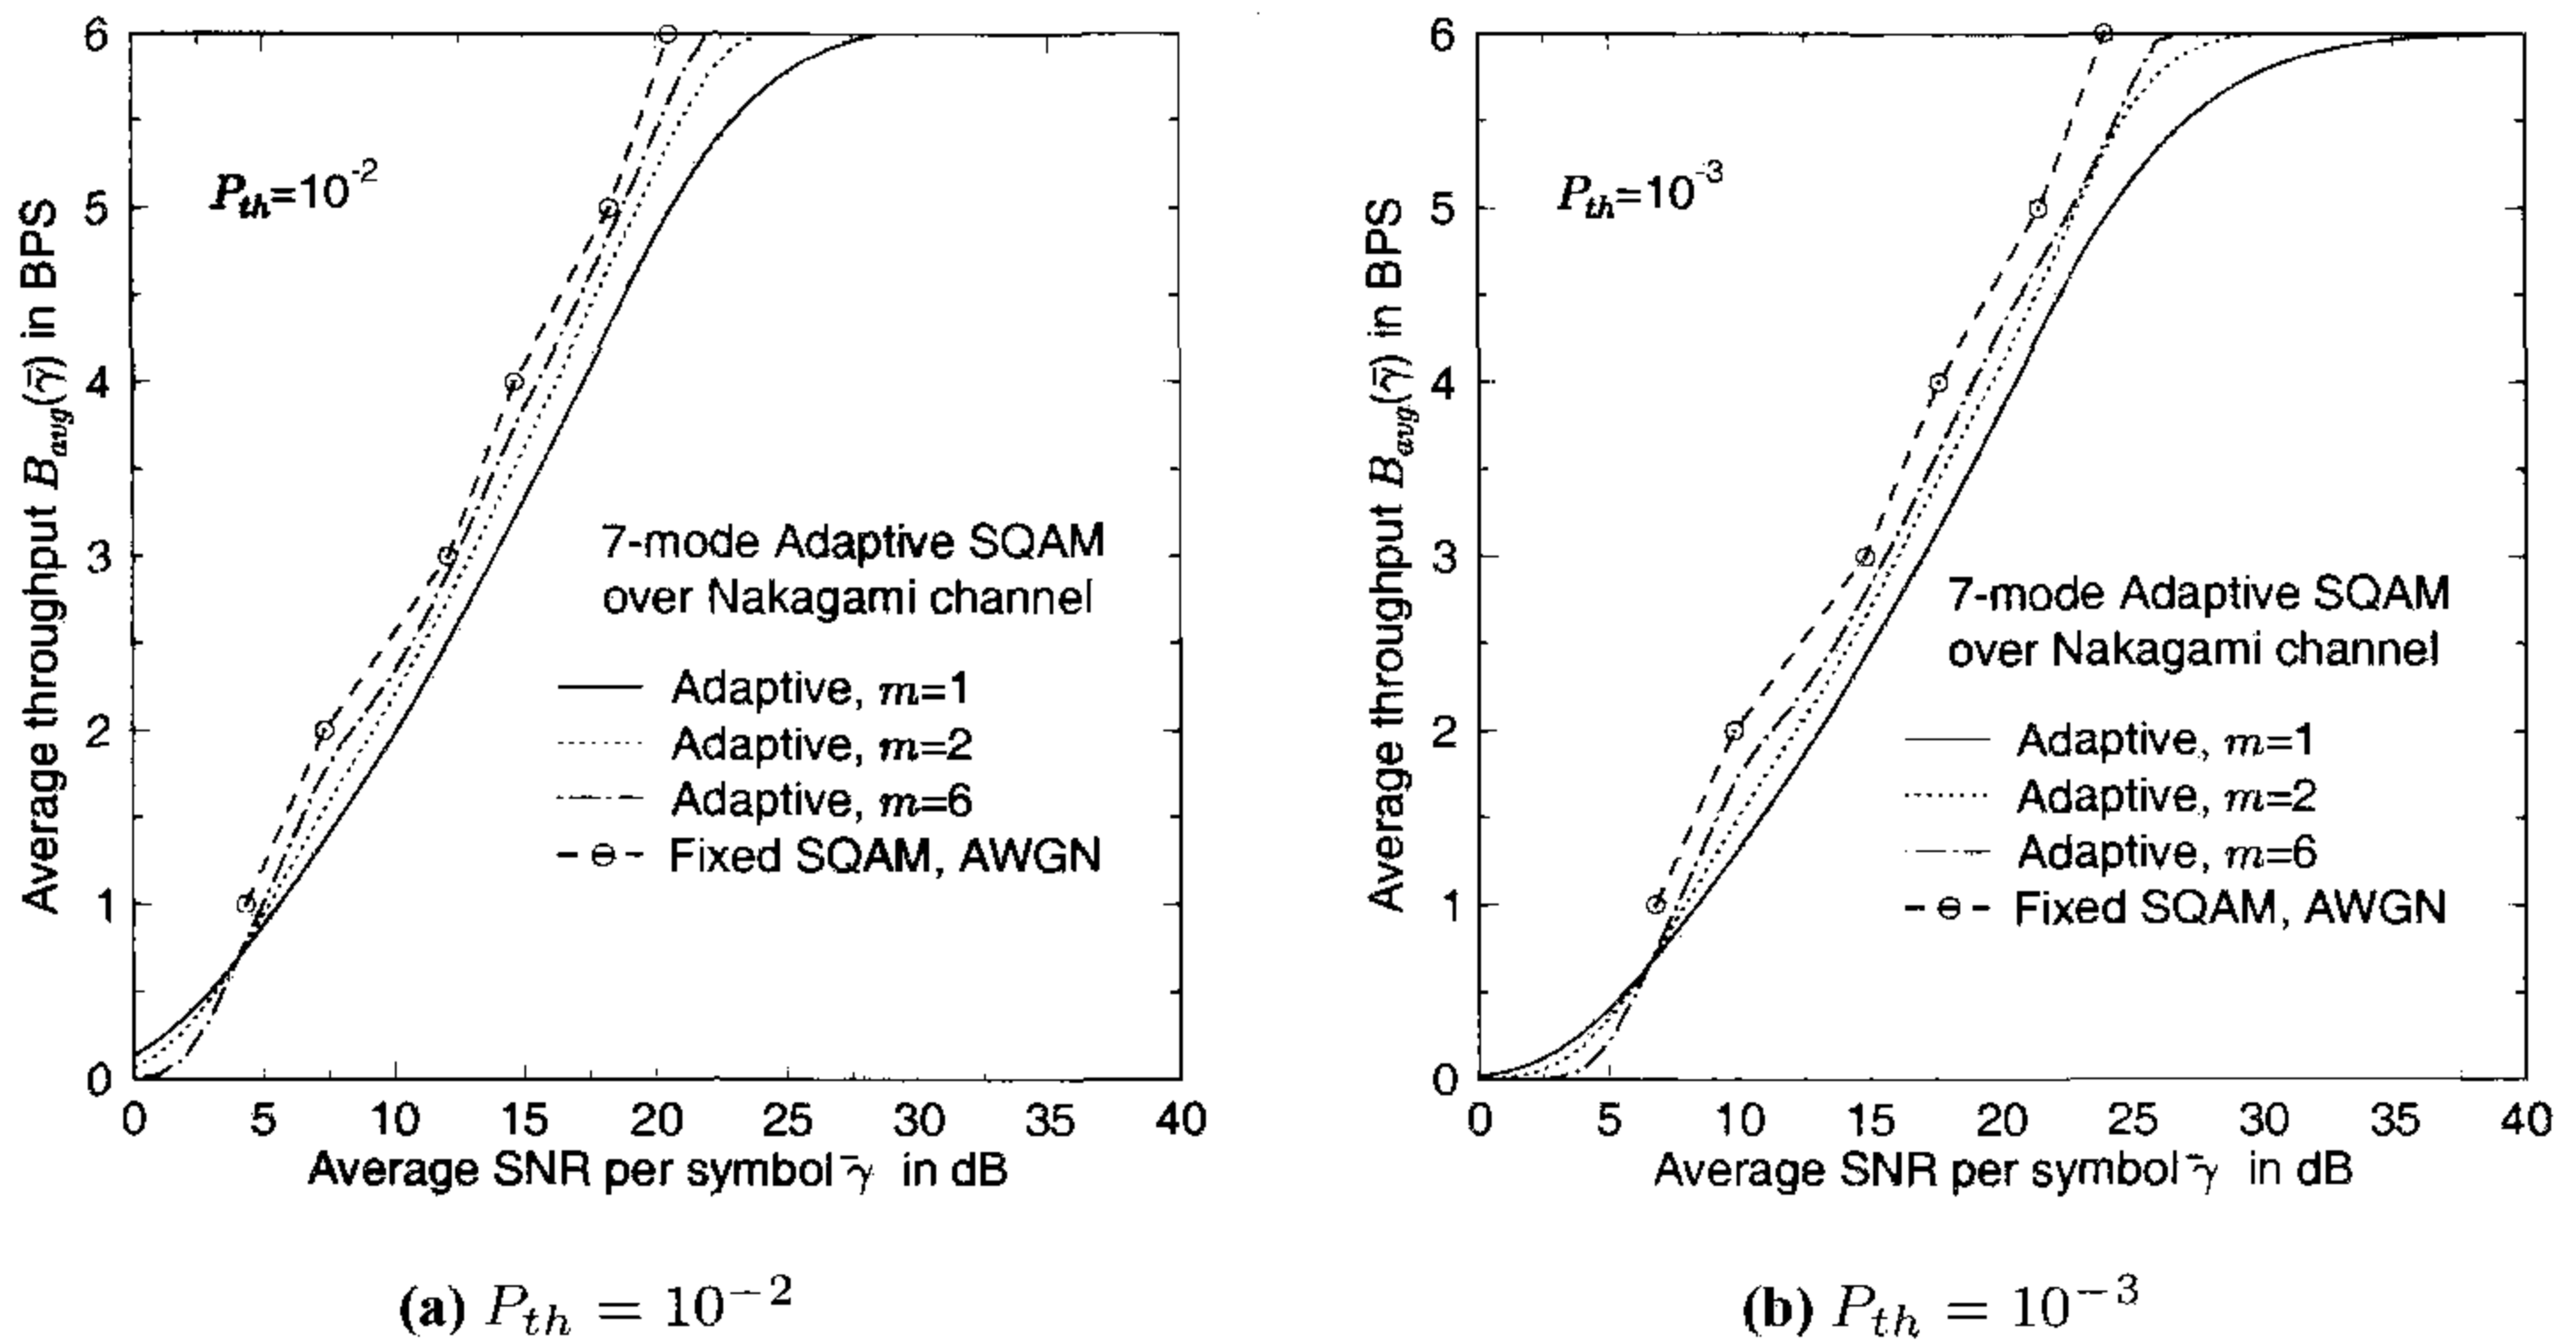 Average throughput B_avg(γ̄) in BPS
6
5
4
3
2
1
0
P_th=10^-2
7-mode Adaptive SQAM
over Nakagami channel
Adaptive, m=1
Adaptive, m=2
Adaptive, m=6
Fixed SQAM, AWGN
0 5 10 15 20 25 30 35 40
Average SNR per symbol γ̄ in dB
(a) P_th = 10^−2
Average throughput B_avg(γ̄) in BPS
6
5
4
3
2
1
0
P_th=10^-3
7-mode Adaptive SQAM
over Nakagami channel
Adaptive, m=1
Adaptive, m=2
Adaptive, m=6
Fixed SQAM, AWGN
0 5 10 15 20 25 30 35 40
Average SNR per symbol γ̄ in dB
(b) P_th = 10^−3